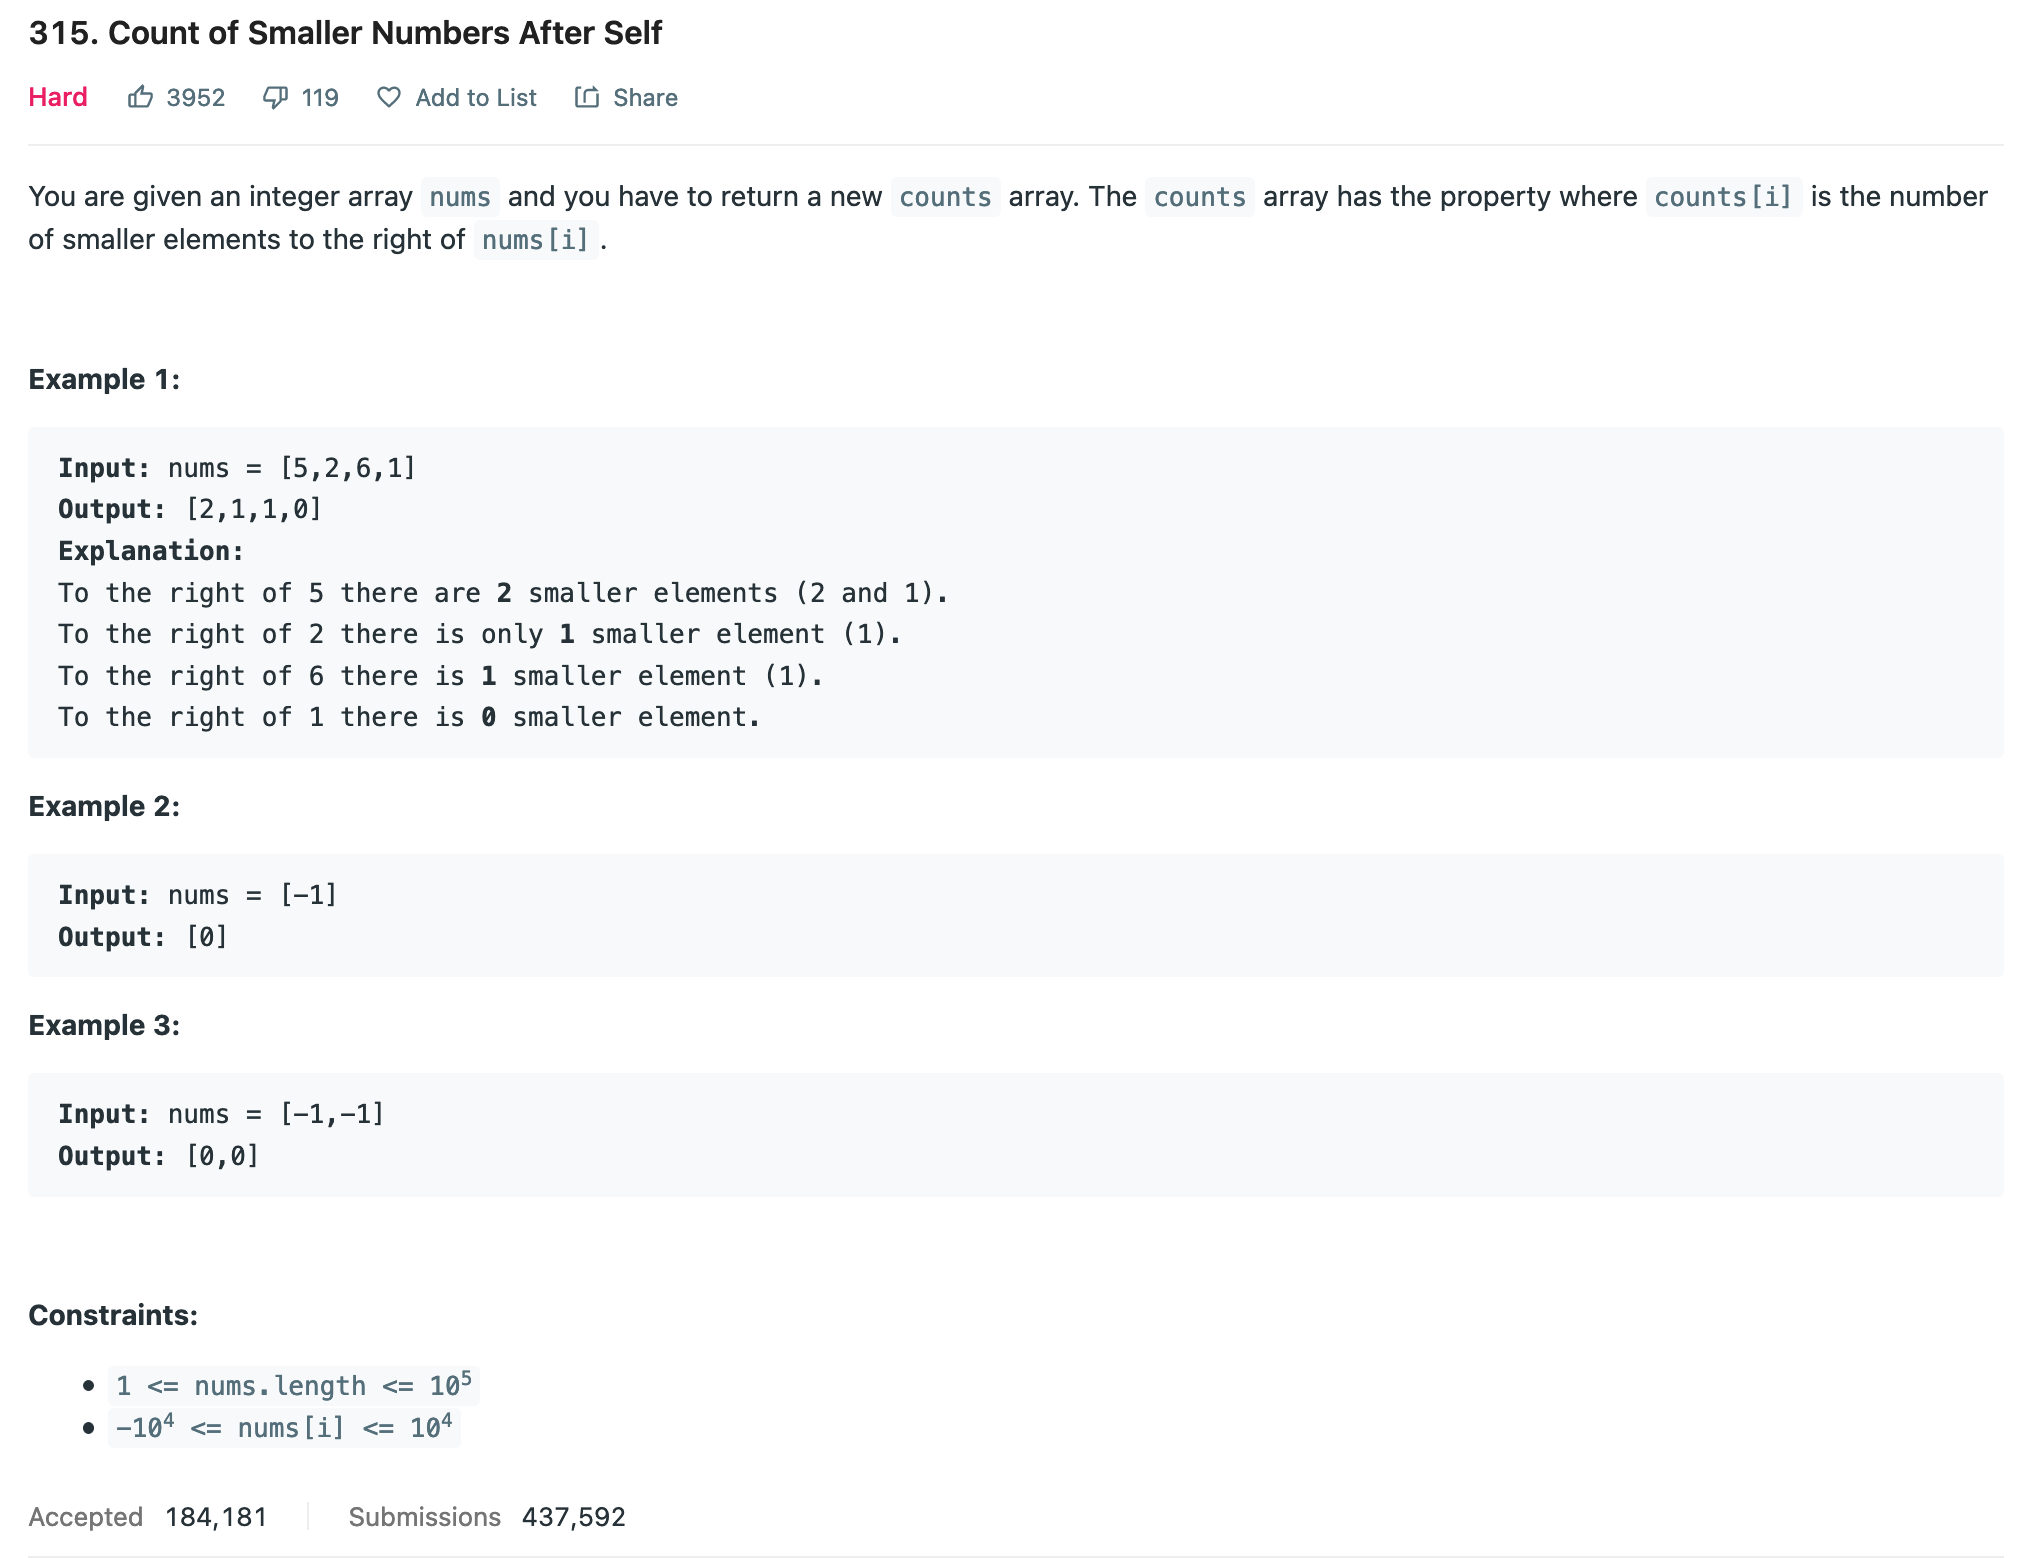 315. Count of Smaller Numbers After Self
Hard 3952 119 Add to List Share
You are given an integer array nums and you have to return a new counts array. The counts array has the property where counts[i] is the number
of smaller elements to the right of nums[i].
Example 1:
Input: nums = [5,2,6,1]
Output: [2,1,1,0]
Explanation:
To the right of 5 there are 2 smaller elements (2 and 1).
To the right of 2 there is only 1 smaller element (1).
To the right of 6 there is 1 smaller element (1).
To the right of 1 there is 0 smaller element.
Example 2:
Input: nums = [-1]
Output: [0]
Example 3:
Input: nums = [-1,-1]
Output: [0,0]
Constraints:
• 1 <= nums.length <= 10⁵
• -10⁴ <= nums[i] <= 10⁴
Accepted 184,181 Submissions 437,592